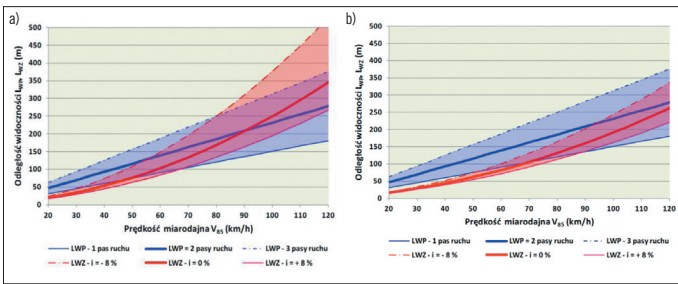 a)
500
450
400
350
300
250
200
150
100
50
0
Odległość widoczności LWP, LWZ (m)
20 30 40 50 60 70 80 90 100 110 120
Prędkość miarodajna V85 (km/h)
LWP - 1 pas ruchu LWP = 2 pasy ruchu LWP - 3 pasy ruchu
LWZ - i = - 8 % LWZ - i = 0 % LWZ - i = + 8 %
b)
500
450
400
350
300
250
200
150
100
50
0
Odległość widoczności LWP, LWZ (m)
20 30 40 50 60 70 80 90 100 110 120
Prędkość miarodajna V85 (km/h)
LWP - 1 pas ruchu LWP = 2 pasy ruchu LWP - 3 pasy ruchu
LWZ - i = - 8 % LWZ - i = 0 % LWZ - i = + 8 %